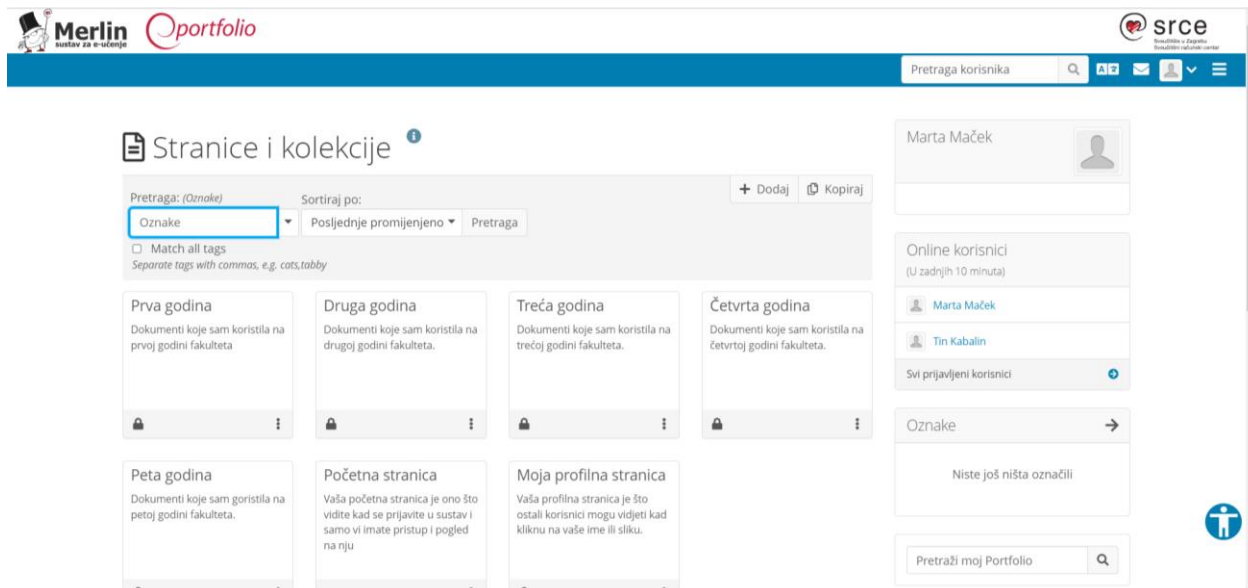 Merlin
sustav za e-učenje
portfolio
srce
Sveučilište u Zagrebu
Sveučilišni računski centar
Pretraga korisnika
Stranice i kolekcije
Dodaj
Kopiraj
Pretraga: (Oznake)
Sortiraj po:
Oznake
Posljednje promijenjeno
Pretraga
Match all tags
Separate tags with commas, e.g. cats,tabby
Prva godina
Dokumenti koje sam koristila na
prvoj godini fakulteta
Druga godina
Dokumenti koje sam koristila na
drugoj godini fakulteta.
Treća godina
Dokumenti koje sam koristila na
trećoj godini fakulteta.
Četvrta godina
Dokumenti koje sam koristila na
četvrtoj godini fakulteta.
Peta godina
Dokumenti koje sam goristila na
petoj godini fakulteta.
Početna stranica
Vaša početna stranica je ono što
vidite kad se prijavite u sustav i
samo vi imate pristup i pogled
na nju
Moja profilna stranica
Vaša profilna stranica je što
ostali korisnici mogu vidjeti kad
kliknu na vaše ime ili sliku.
Marta Maček
Online korisnici
(U zadnjih 10 minuta)
Marta Maček
Tin Kabalin
Svi prijavljeni korisnici
Oznake
Niste još ništa označili
Pretraži moj Portfolio